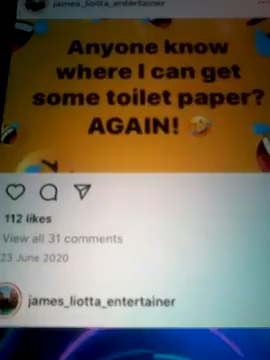 james_liotta_entertainer
Anyone know
where I can get
some toilet paper?
AGAIN! 🤣
112 likes
View all 31 comments
23 June 2020
james_liotta_entertainer